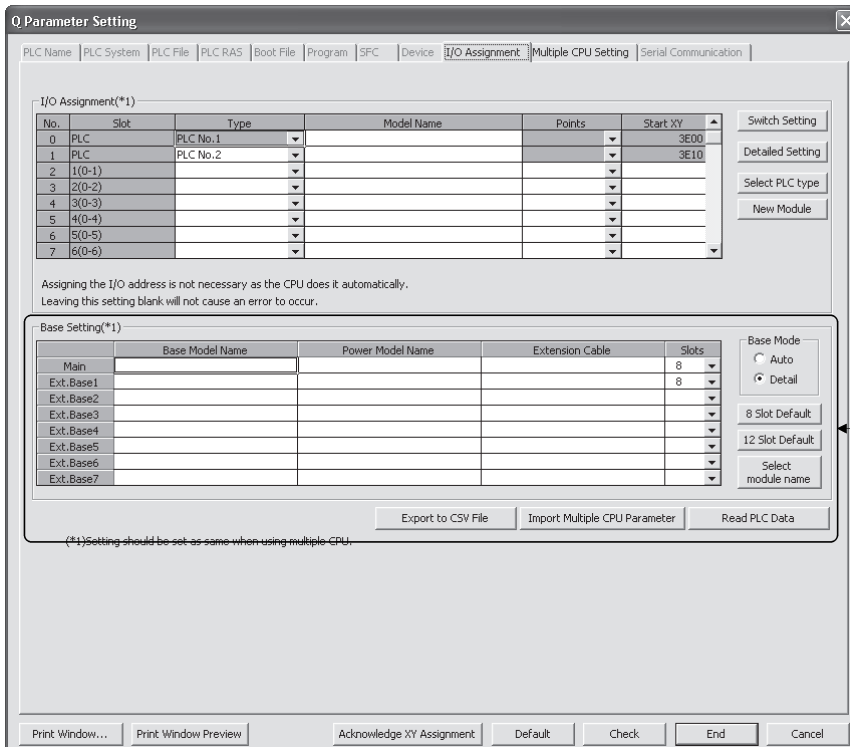 Q Parameter Setting
PLC Name PLC System PLC File PLC RAS Boot File Program SFC Device I/O Assignment Multiple CPU Setting Serial Communication
I/O Assignment(*1)
No. Slot Type Model Name Points Start XY
0 PLC PLC No.1 3E00
1 PLC PLC No.2 3E10
2 1(0-1)
3 2(0-2)
4 3(0-3)
5 4(0-4)
6 5(0-5)
7 6(0-6)
Switch Setting
Detailed Setting
Select PLC type
New Module
Assigning the I/O address is not necessary as the CPU does it automatically.
Leaving this setting blank will not cause an error to occur.
Base Setting(*1)
Base Model Name Power Model Name Extension Cable Slots
Main 8
Ext.Base1 8
Ext.Base2
Ext.Base3
Ext.Base4
Ext.Base5
Ext.Base6
Ext.Base7
Base Mode
Auto
Detail
8 Slot Default
12 Slot Default
Select
module name
Export to CSV File Import Multiple CPU Parameter Read PLC Data
(*1)Setting should be set as same when using multiple CPU.
Print Window... Print Window Preview Acknowledge XY Assignment Default Check End Cancel